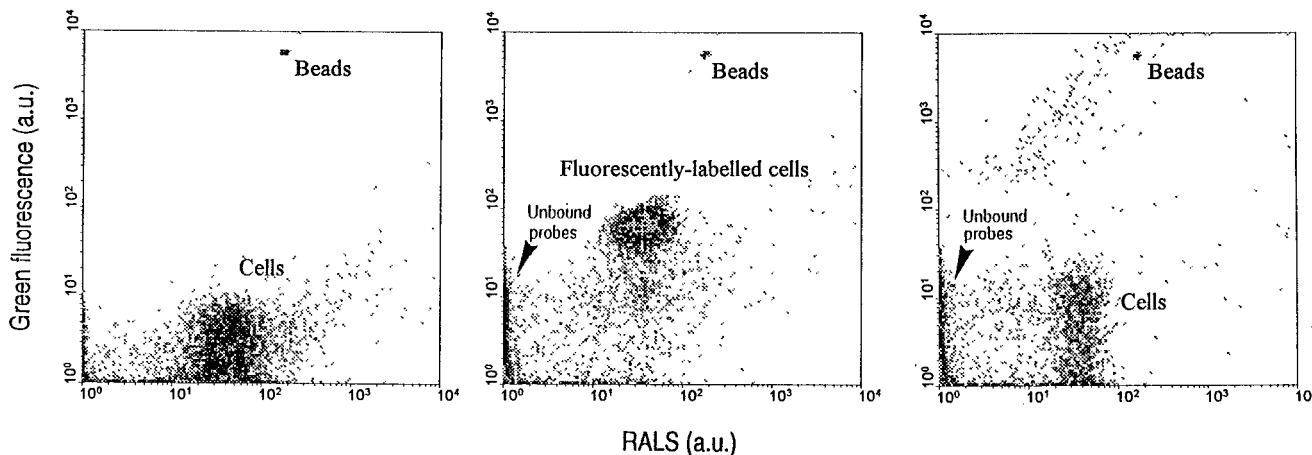 Green fluorescence (a.u.)
10⁴
10³
10²
10¹
10⁰
Beads
Cells
10⁰ 10¹ 10² 10³ 10⁴
10⁴
10³
10²
10¹
10⁰
Beads
Fluorescently-labelled cells
Unbound
probes
10⁰ 10¹ 10² 10³ 10⁴
10⁴
10³
10²
10¹
10⁰
Beads
Unbound
probes
Cells
10⁰ 10¹ 10² 10³ 10
RALS (a.u.)